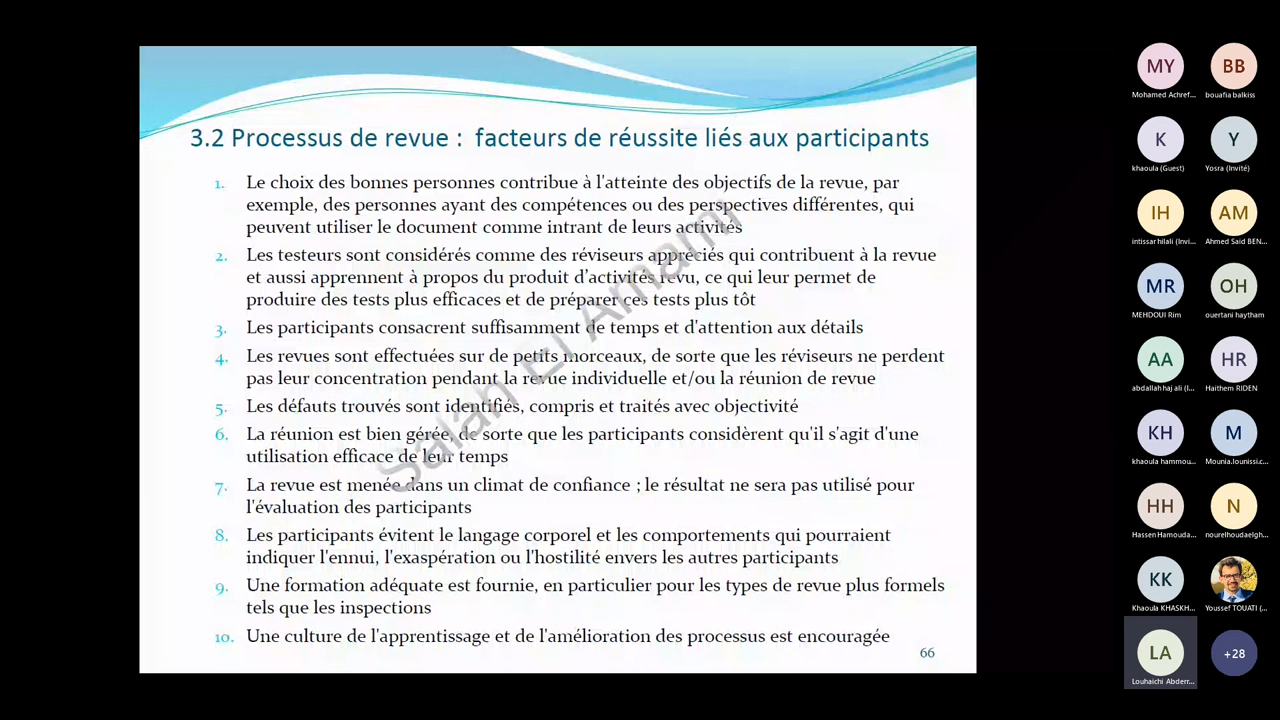 3.2 Processus de revue : facteurs de réussite liés aux participants
1. Le choix des bonnes personnes contribue à l'atteinte des objectifs de la revue, par
exemple, des personnes ayant des compétences ou des perspectives différentes, qui
peuvent utiliser le document comme intrant de leurs activités
2. Les testeurs sont considérés comme des réviseurs appréciés qui contribuent à la revue
et aussi apprennent à propos du produit d'activités revu, ce qui leur permet de
produire des tests plus efficaces et de préparer ces tests plus tôt
3. Les participants consacrent suffisamment de temps et d'attention aux détails
4. Les revues sont effectuées sur de petits morceaux, de sorte que les réviseurs ne perdent
pas leur concentration pendant la revue individuelle et/ou la réunion de revue
5. Les défauts trouvés sont identifiés, compris et traités avec objectivité
6. La réunion est bien gérée, de sorte que les participants considèrent qu'il s'agit d'une
utilisation efficace de leur temps
7. La revue est menée dans un climat de confiance ; le résultat ne sera pas utilisé pour
l'évaluation des participants
8. Les participants évitent le langage corporel et les comportements qui pourraient
indiquer l'ennui, l'exaspération ou l'hostilité envers les autres participants
9. Une formation adéquate est fournie, en particulier pour les types de revue plus formels
tels que les inspections
10. Une culture de l'apprentissage et de l'amélioration des processus est encouragée
66
Salah El Amami
MY BB
Mohamed Achref... bouafia balkiss
K Y
khaoula (Guest) Yosra (Invité)
IH AM
intissar hilali (Invi... Ahmed Said BEN...
MR OH
MEHDOUI Rim ouertani haytham
AA HR
abdallah haj ali (I... Haithem RIDEN
KH M
khaoula hammou... Mounia.lounissi.c...
HH N
Hassen Hamouda... nourelhoudaelgh...
KK
Khaoula KHASKH... Youssef TOUATI (...
LA +28
Louhaichi Abderr...